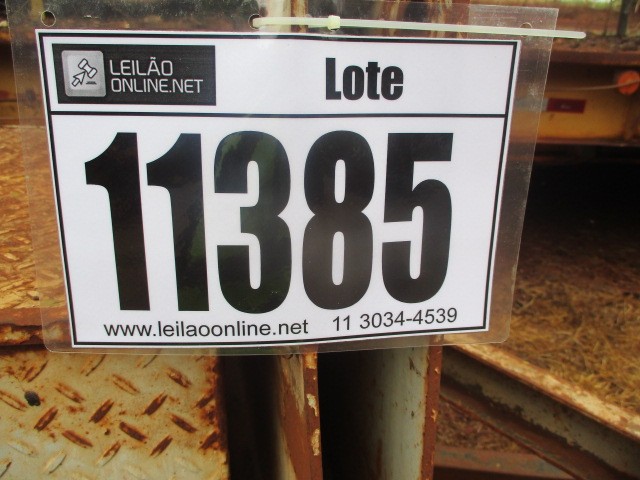 LEILÃO
ONLINE.NET
Lote
11385
www.leilaoonline.net 11 3034-4539